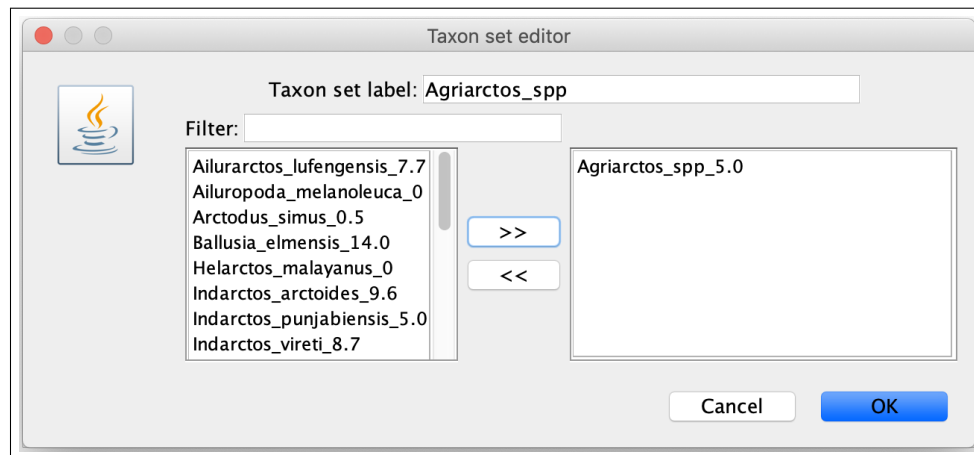 Taxon set editor
Taxon set label: Agriarctos_spp
Filter:
Ailurarctos_lufengensis_7.7
Ailuropoda_melanoleuca_0
Arctodus_simus_0.5
Ballusia_elmensis_14.0
Helarctos_malayanus_0
Indarctos_arctoides_9.6
Indarctos_punjabiensis_5.0
Indarctos_vireti_8.7
>>
<<
Agriarctos_spp_5.0
Cancel
OK